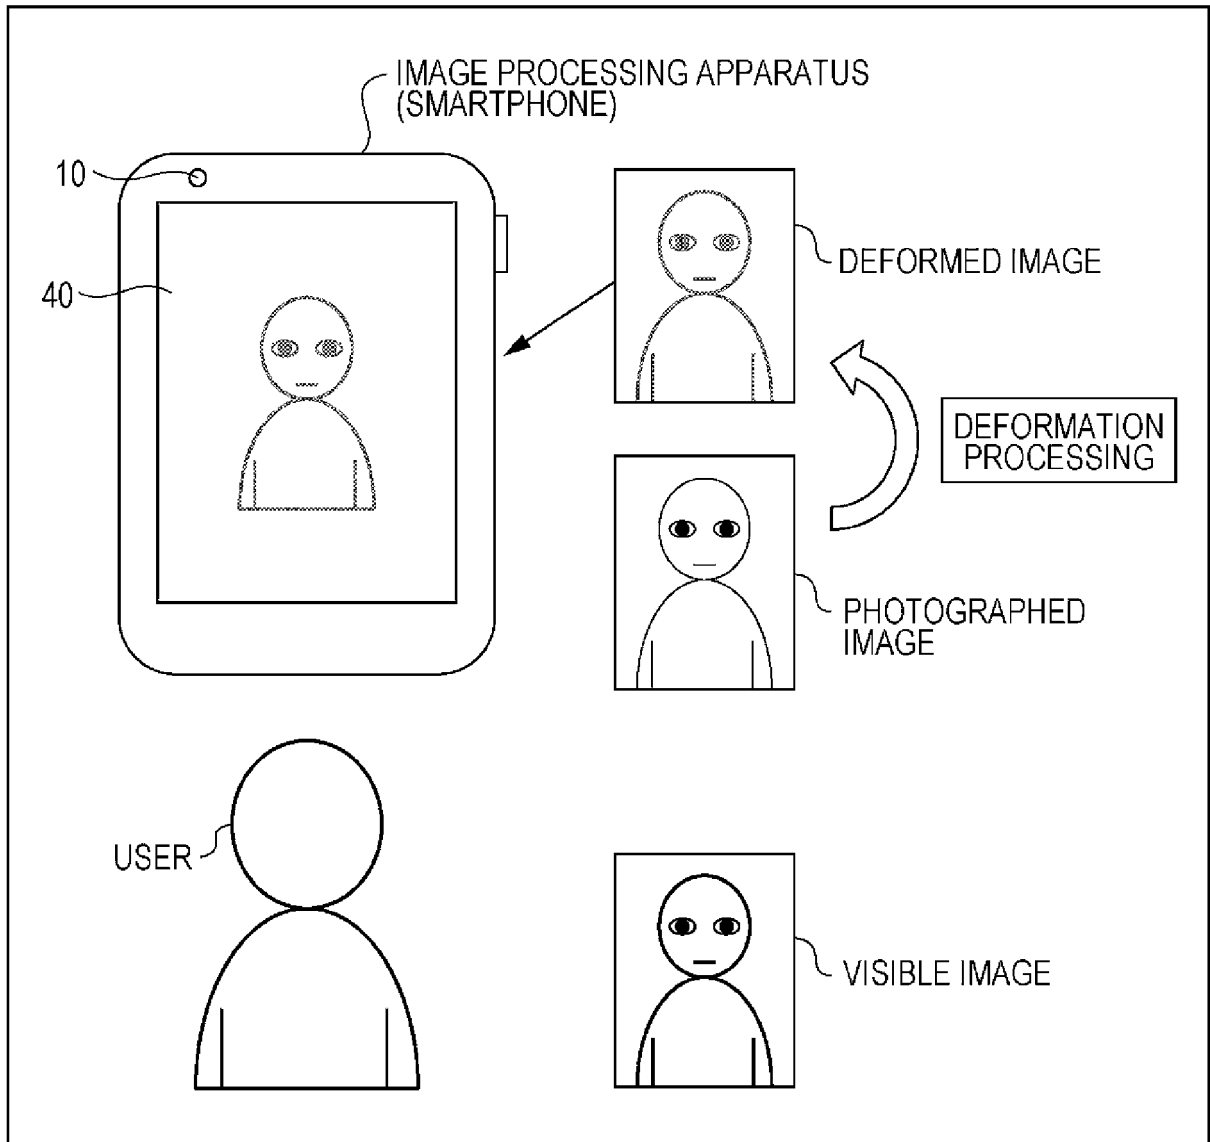 IMAGE PROCESSING APPARATUS
(SMARTPHONE)
10
40
DEFORMED IMAGE
DEFORMATION
PROCESSING
PHOTOGRAPHED
IMAGE
USER
VISIBLE IMAGE